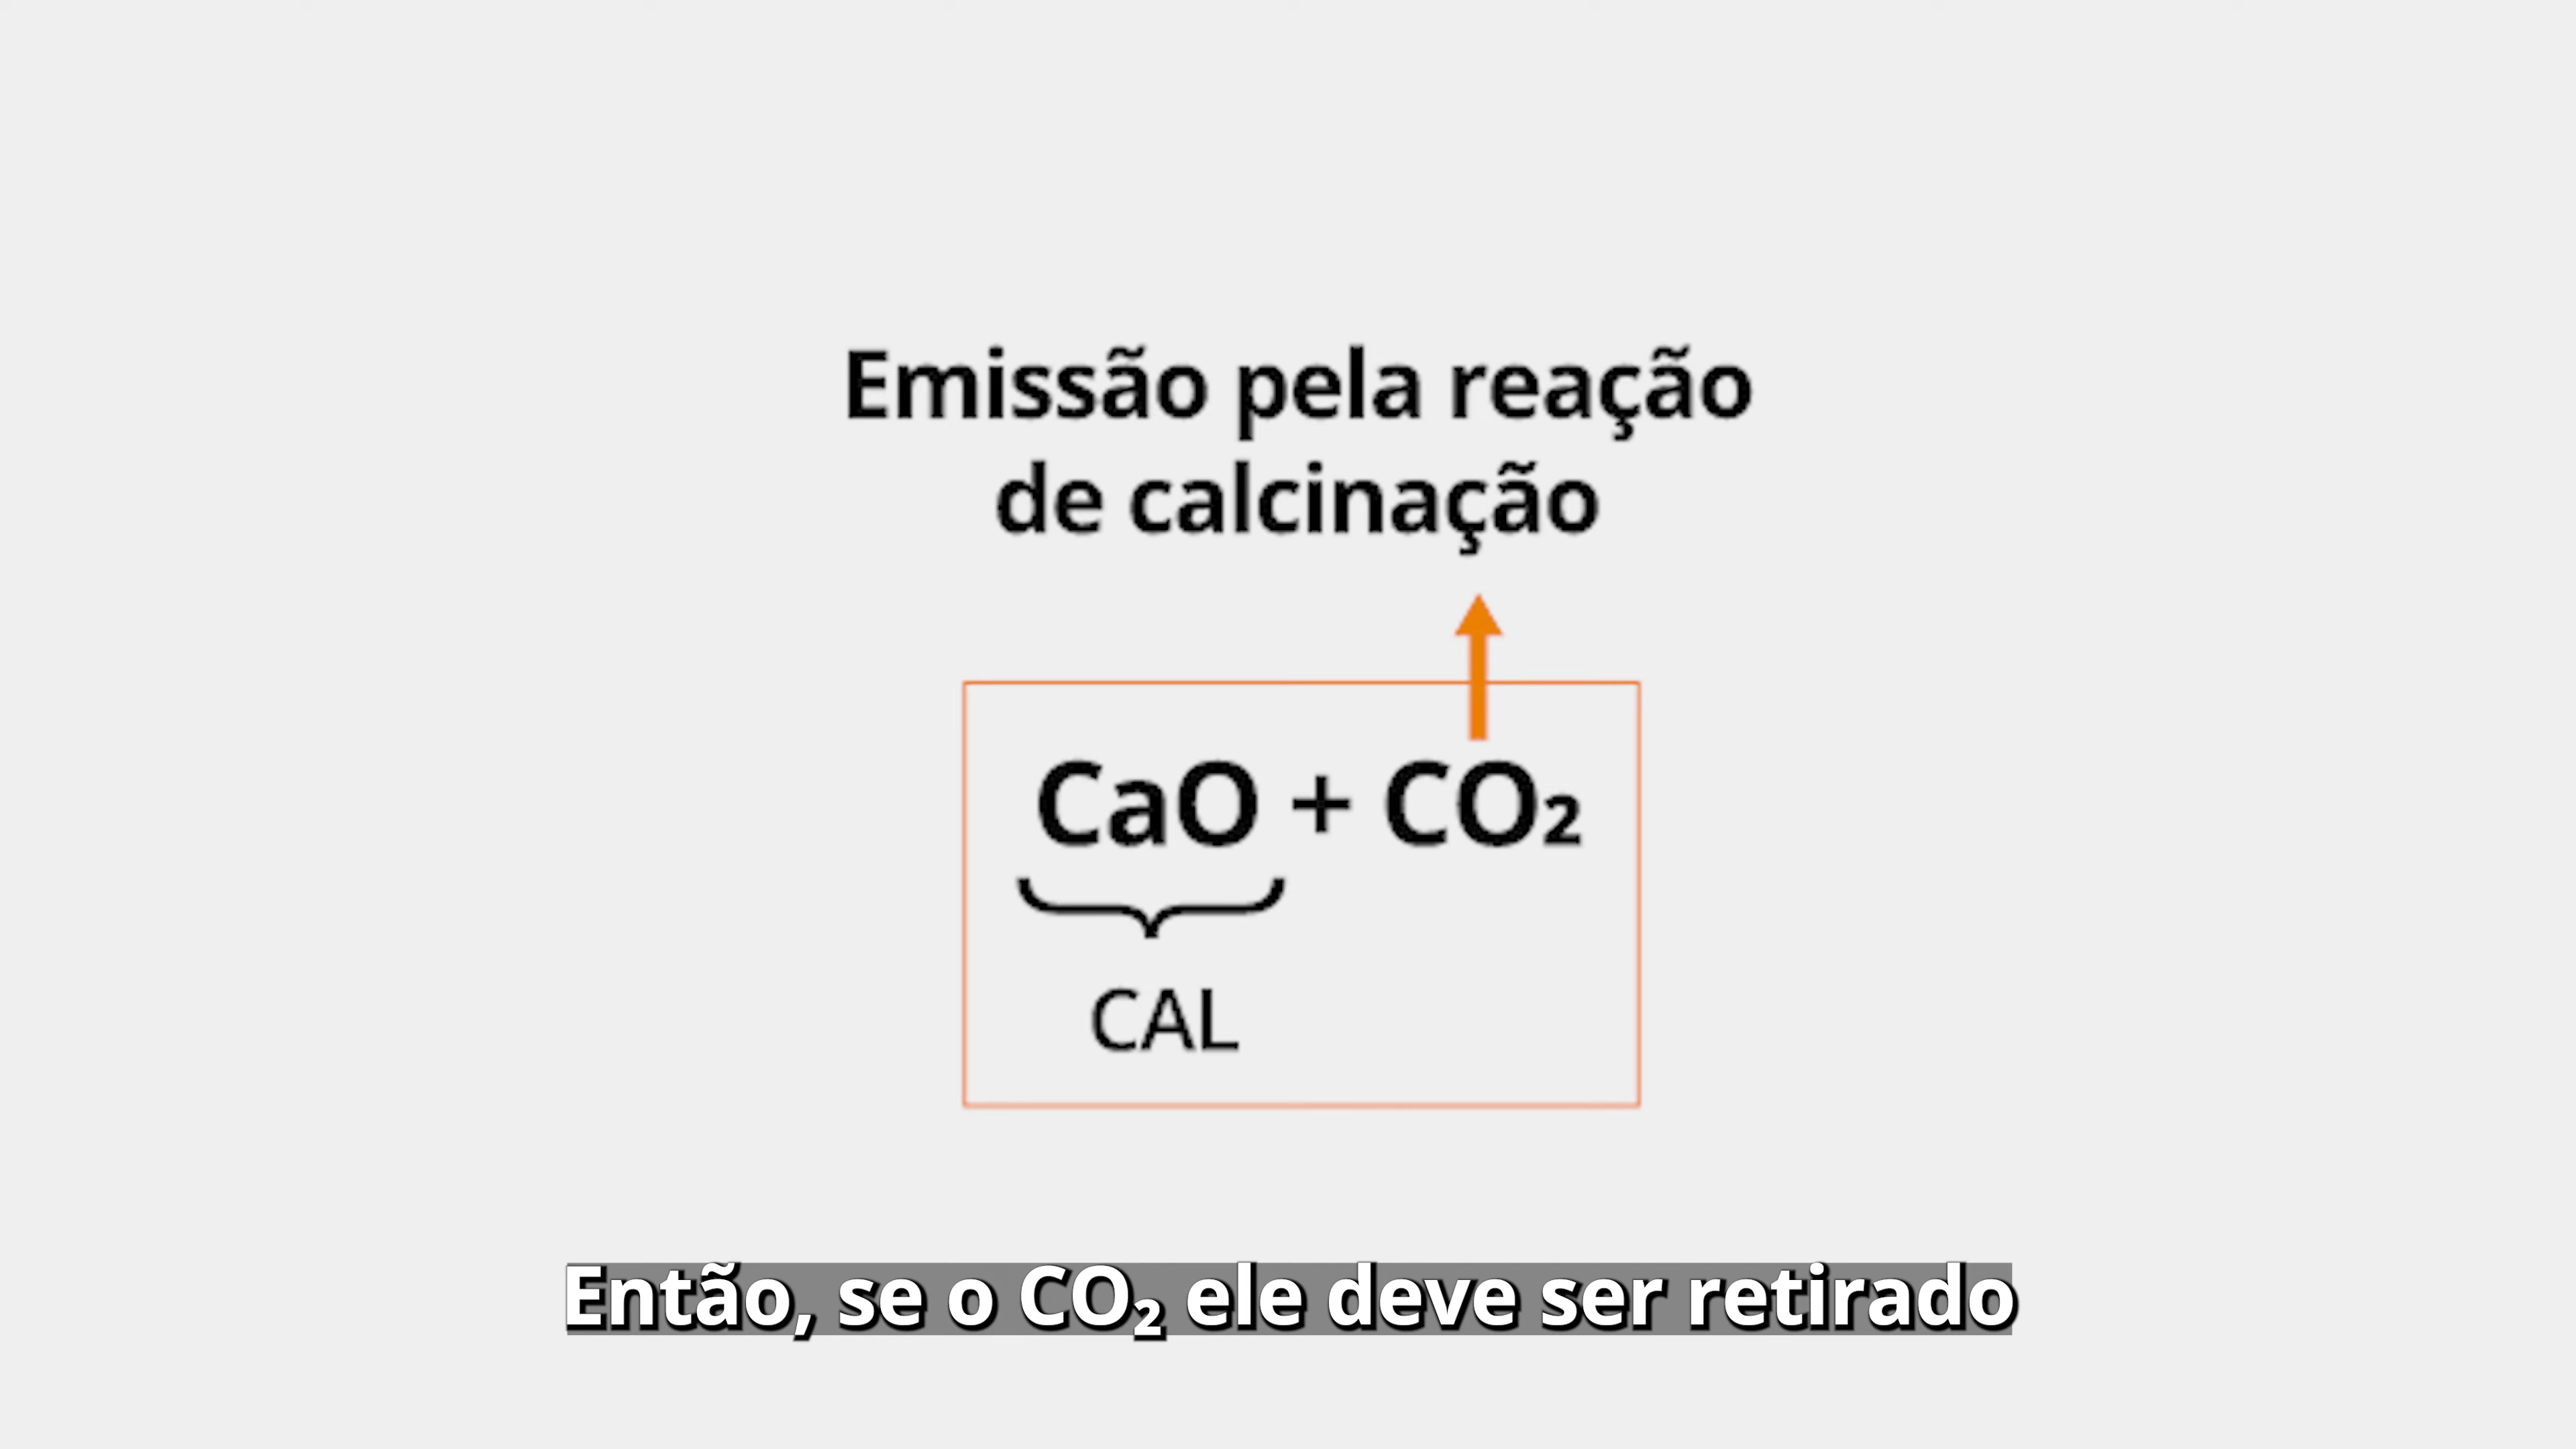 Emissão pela reação
de calcinação
CaO + CO₂
CAL
Então, se o CO₂ ele deve ser retirado